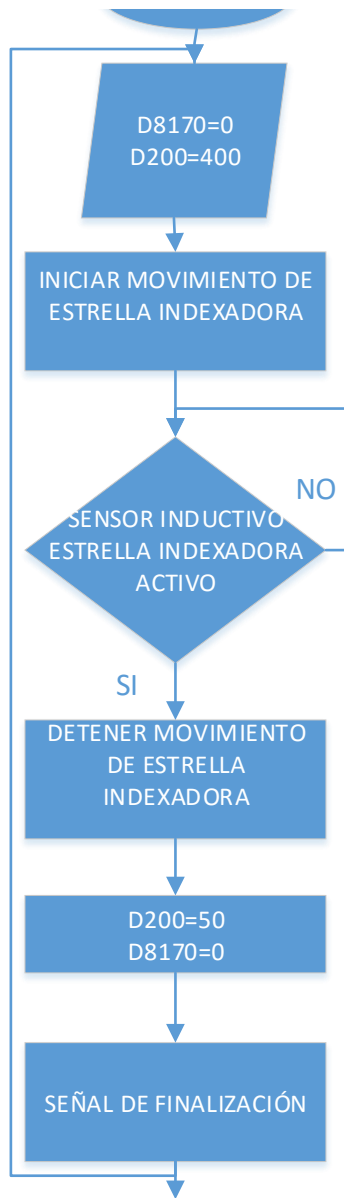 D8170=0
D200=400
INICIAR MOVIMIENTO DE
ESTRELLA INDEXADORA
NO
SENSOR INDUCTIVO
ESTRELLA INDEXADORA
ACTIVO
SI
DETENER MOVIMIENTO
DE ESTRELLA
INDEXADORA
D200=50
D8170=0
SEÑAL DE FINALIZACIÓN